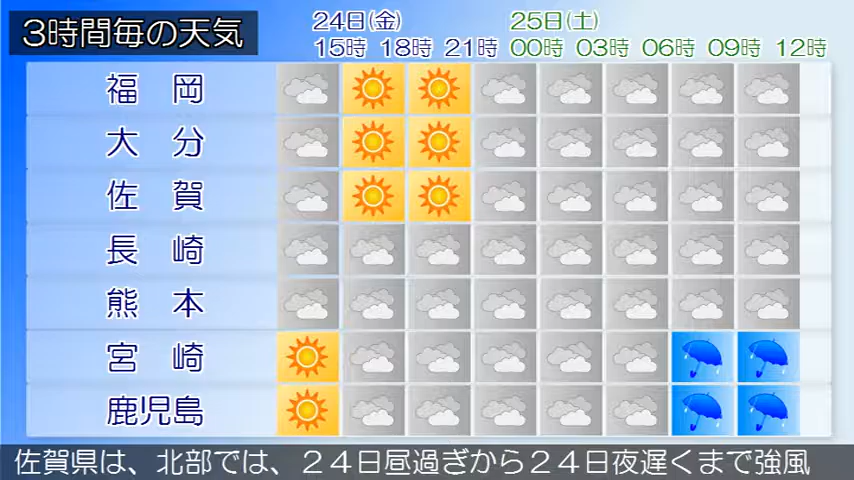 3時間毎の天気
24日(金) 25日(土)
15時 18時 21時 00時 03時 06時 09時 12時
福 岡
大 分
佐 賀
長 崎
熊 本
宮 崎
鹿児島
佐賀県は、北部では、２４日昼過ぎから２４日夜遅くまで強風